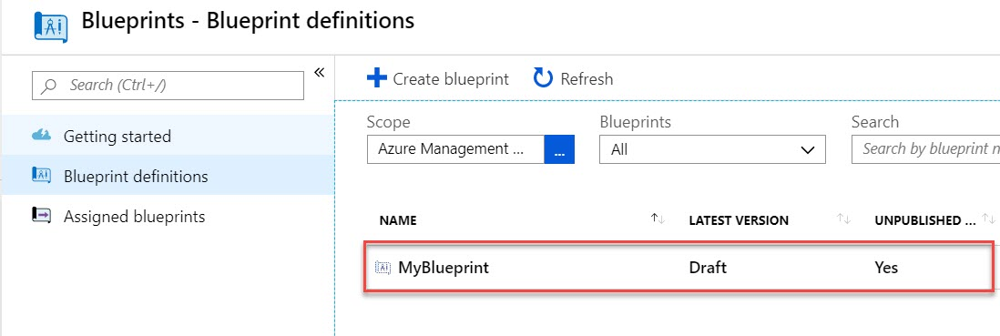 Blueprints - Blueprint definitions
Search (Ctrl+/)
«
Getting started
Blueprint definitions
Assigned blueprints
Create blueprint Refresh
Scope Blueprints Search
Azure Management ... ... All Search by blueprint n
NAME LATEST VERSION UNPUBLISHED ...
MyBlueprint Draft Yes